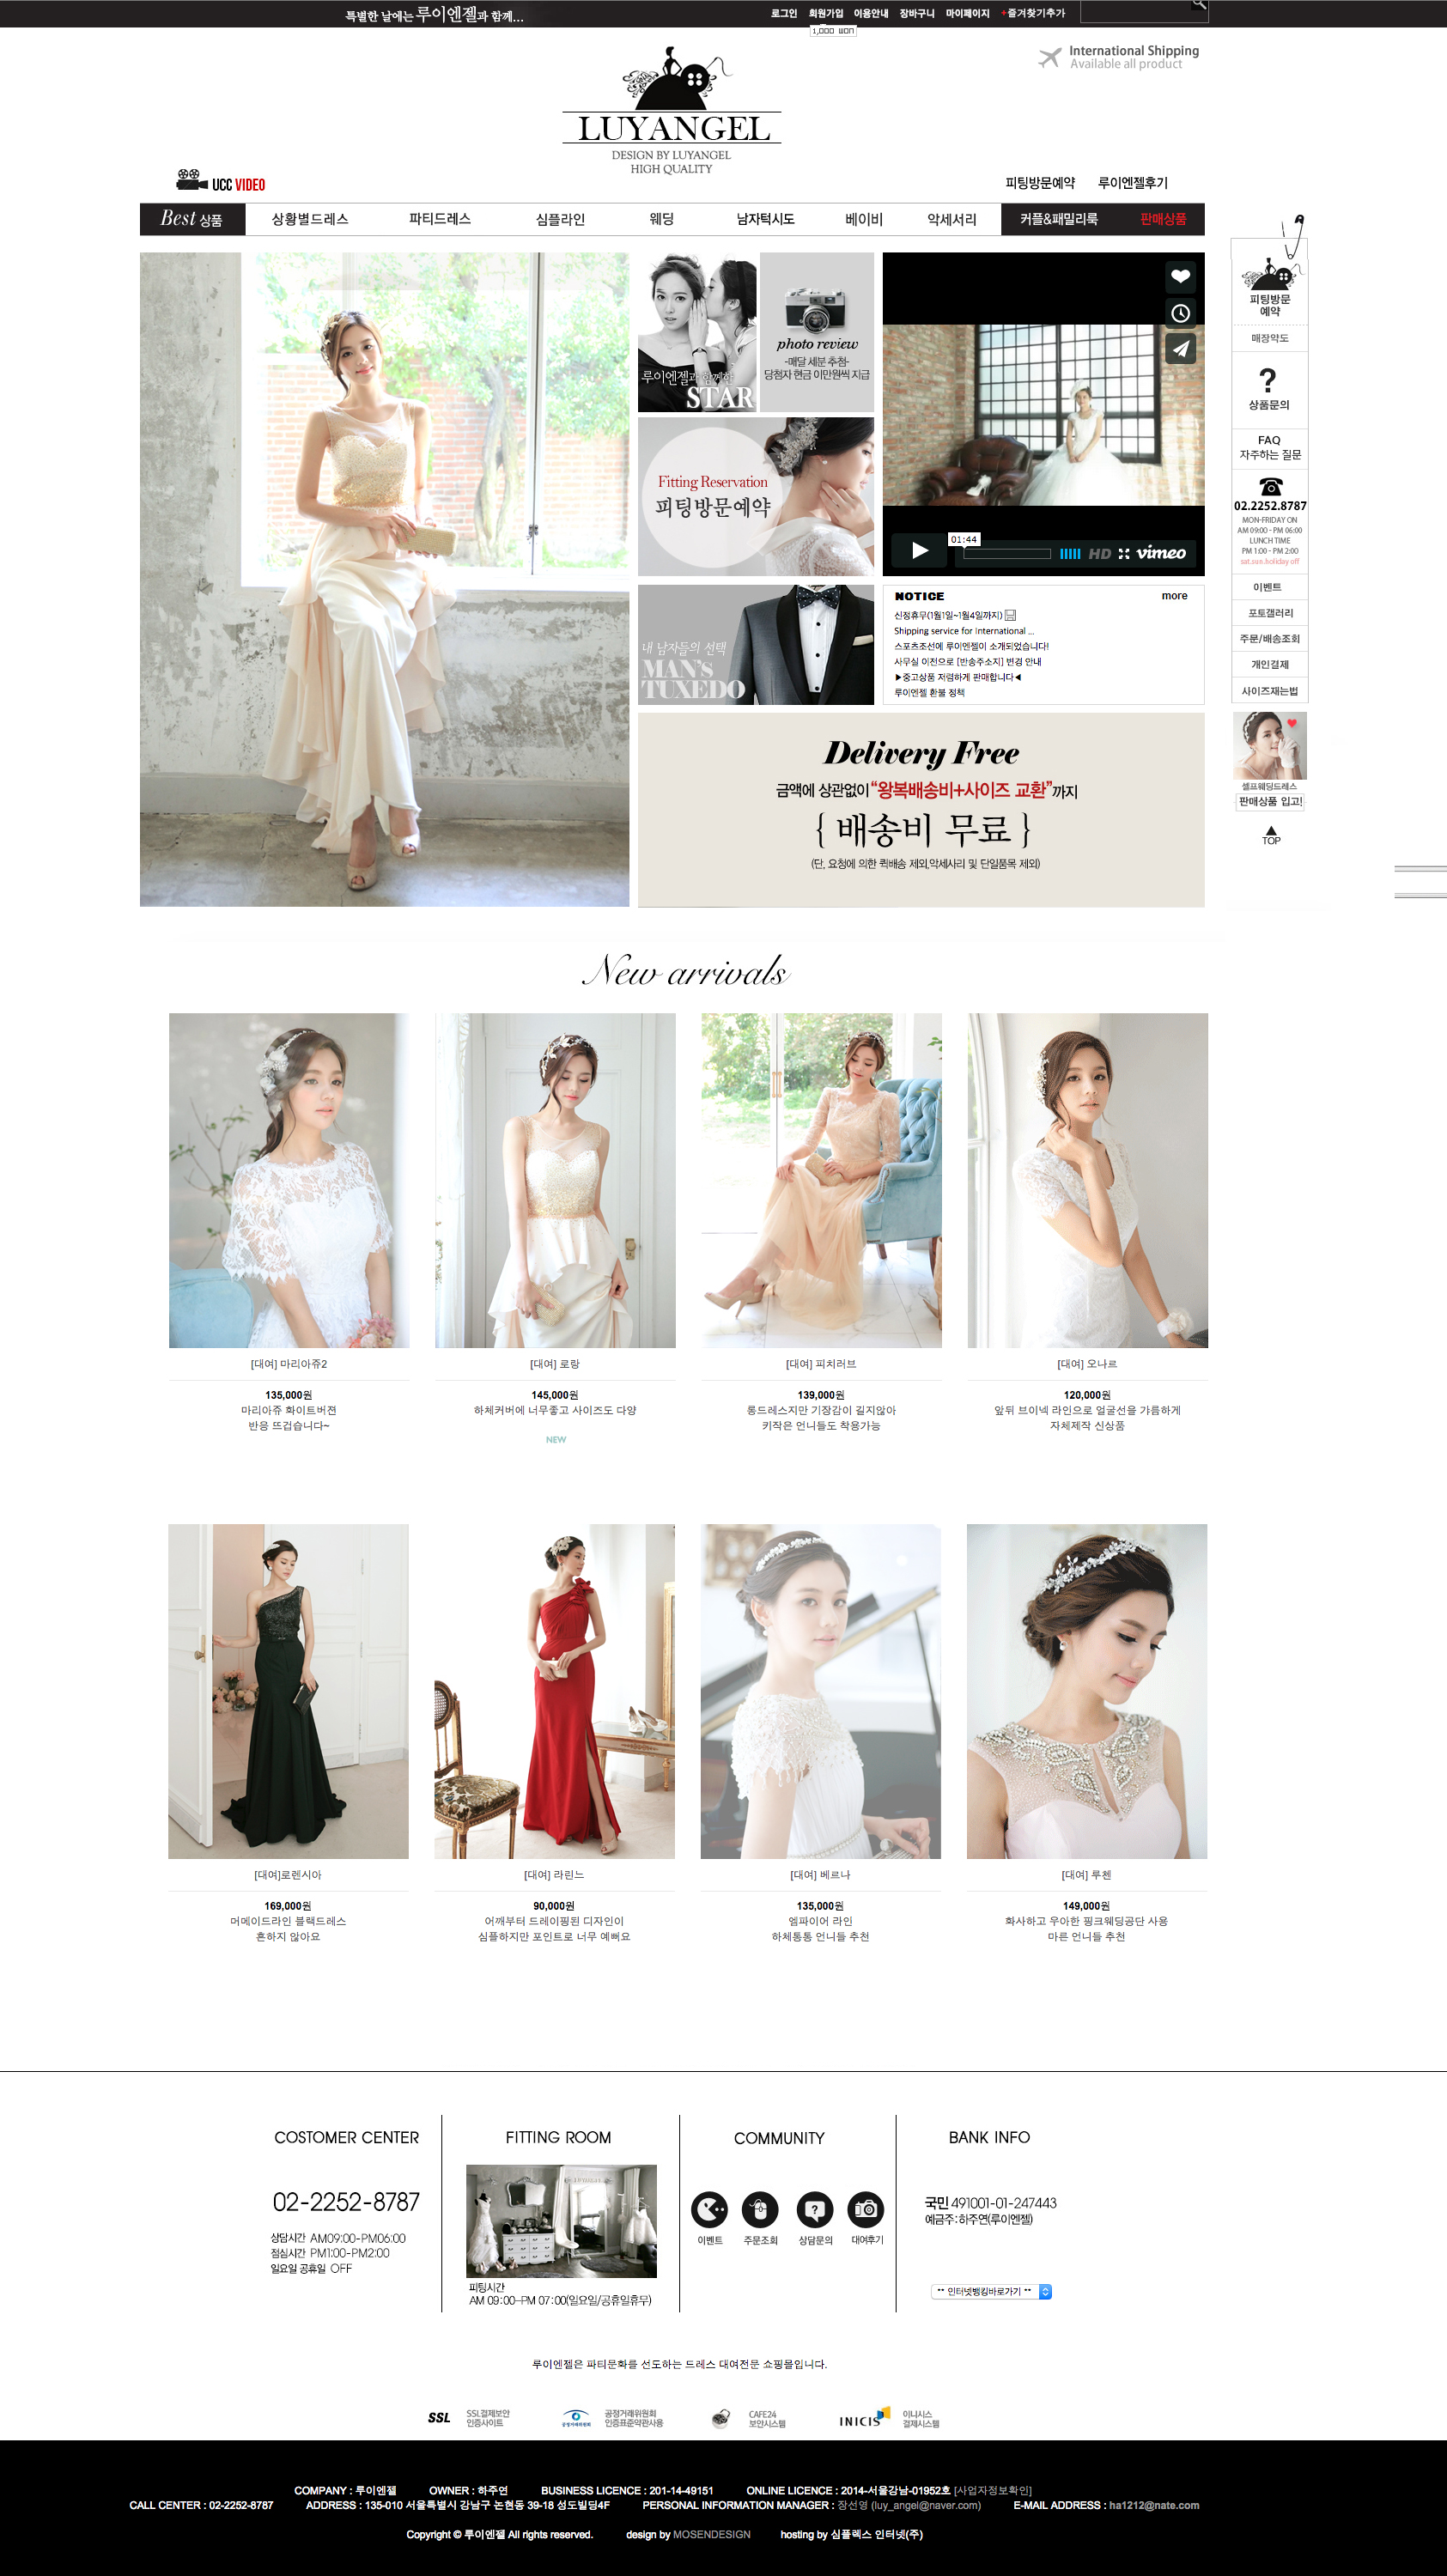 특별한 날에는 루이엔젤과 함께...
로그인 회원가입 이용안내 장바구니 마이페이지 +즐겨찾기추가
1,000 WON
International Shipping
Available all product
LUYANGEL
DESIGN BY LUYANGEL
HIGH QUALITY
UCC VIDEO
피팅방문예약 루이엔젤후기
Best 상품 상황별드레스 파티드레스 심플라인 웨딩 남자턱시도 베이비 악세서리 커플&패밀리룩 판매상품
루이엔젤과 함께한
STAR
photo review
-매달 세분 추첨-
당첨자 현금 이만원씩 지급
Fitting Reservation
피팅방문예약
01:44
HD vimeo
내 남자들의 선택
MAN'S
TUXEDO
NOTICE more
신정휴무(1월1일~1월4일까지)
Shipping service for International ...
스포츠조선에 루이엔젤이 소개되었습니다!
사무실 이전으로 [반송주소지] 변경 안내
▶중고상품 저렴하게 판매합니다◀
루이엔젤 환불 정책
Delivery Free
금액에 상관없이 “왕복배송비+사이즈 교환”까지
{ 배송비 무료 }
(단, 요청에 의한 퀵배송 제외,악세사리 및 단일품목 제외)
피팅방문
예약
매장약도
?
상품문의
FAQ
자주하는 질문
02.2252.8787
MON-FRIDAY ON
AM 09:00 - PM 06:00
LUNCH TIME
PM 1:00 - PM 2:00
sat.sun.holiday off
이벤트
포토갤러리
주문/배송조회
개인결제
사이즈재는법
셀프웨딩드레스
판매상품 입고!
TOP
New arrivals
[대여] 마리아쥬2
135,000원
마리아쥬 화이트버젼
반응 뜨겁습니다~
[대여] 로랑
145,000원
하체커버에 너무좋고 사이즈도 다양
NEW
[대여] 피치러브
139,000원
롱드레스지만 기장감이 길지않아
키작은 언니들도 착용가능
[대여] 오나르
120,000원
앞뒤 브이넥 라인으로 얼굴선을 갸름하게
자체제작 신상품
[대여]로렌시아
169,000원
머메이드라인 블랙드레스
흔하지 않아요
[대여] 라린느
90,000원
어깨부터 드레이핑된 디자인이
심플하지만 포인트로 너무 예뻐요
[대여] 베르나
135,000원
엠파이어 라인
하체통통 언니들 추천
[대여] 루첸
149,000원
화사하고 우아한 핑크웨딩공단 사용
마른 언니들 추천
COSTOMER CENTER
02-2252-8787
상담시간 AM09:00-PM06:00
점심시간 PM1:00-PM2:00
일요일 공휴일 OFF
FITTING ROOM
LUYANGEL
피팅시간
AM 09:00-PM 07:00(일요일/공휴일휴무)
COMMUNITY
이벤트 주문조회 상담문의 대여후기
BANK INFO
국민 491001-01-247443
예금주:하주연(루이엔젤)
** 인터넷뱅킹바로가기 **
루이엔젤은 파티문화를 선도하는 드레스 대여전문 쇼핑몰입니다.
SSL SSL결제보안
인증사이트
공정거래위원회 공정거래위원회
인증표준약관사용
CAFE24
보안시스템
INICIS 이니시스
결제시스템
COMPANY : 루이엔젤 OWNER : 하주연 BUSINESS LICENCE : 201-14-49151 ONLINE LICENCE : 2014-서울강남-01952호 [사업자정보확인]
CALL CENTER : 02-2252-8787 ADDRESS : 135-010 서울특별시 강남구 논현동 39-18 성도빌딩4F PERSONAL INFORMATION MANAGER : 장선영 (luy_angel@naver.com) E-MAIL ADDRESS : ha1212@nate.com
Copyright © 루이엔젤 All rights reserved. design by MOSENDESIGN hosting by 심플렉스 인터넷(주)